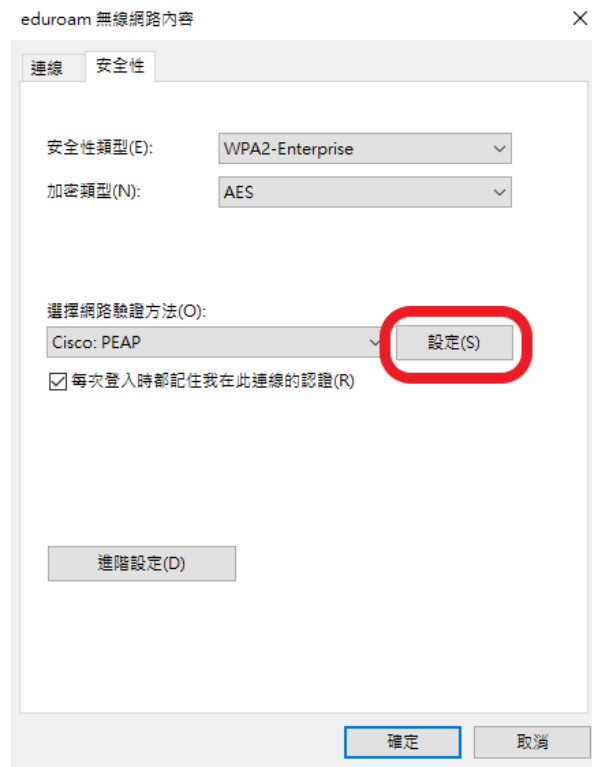 eduroam 無線網路內容
連線 安全性
安全性類型(E): WPA2-Enterprise
加密類型(N): AES
選擇網路驗證方法(O):
Cisco: PEAP 設定(S)
每次登入時都記住我在此連線的認證(R)
進階設定(D)
確定 取消